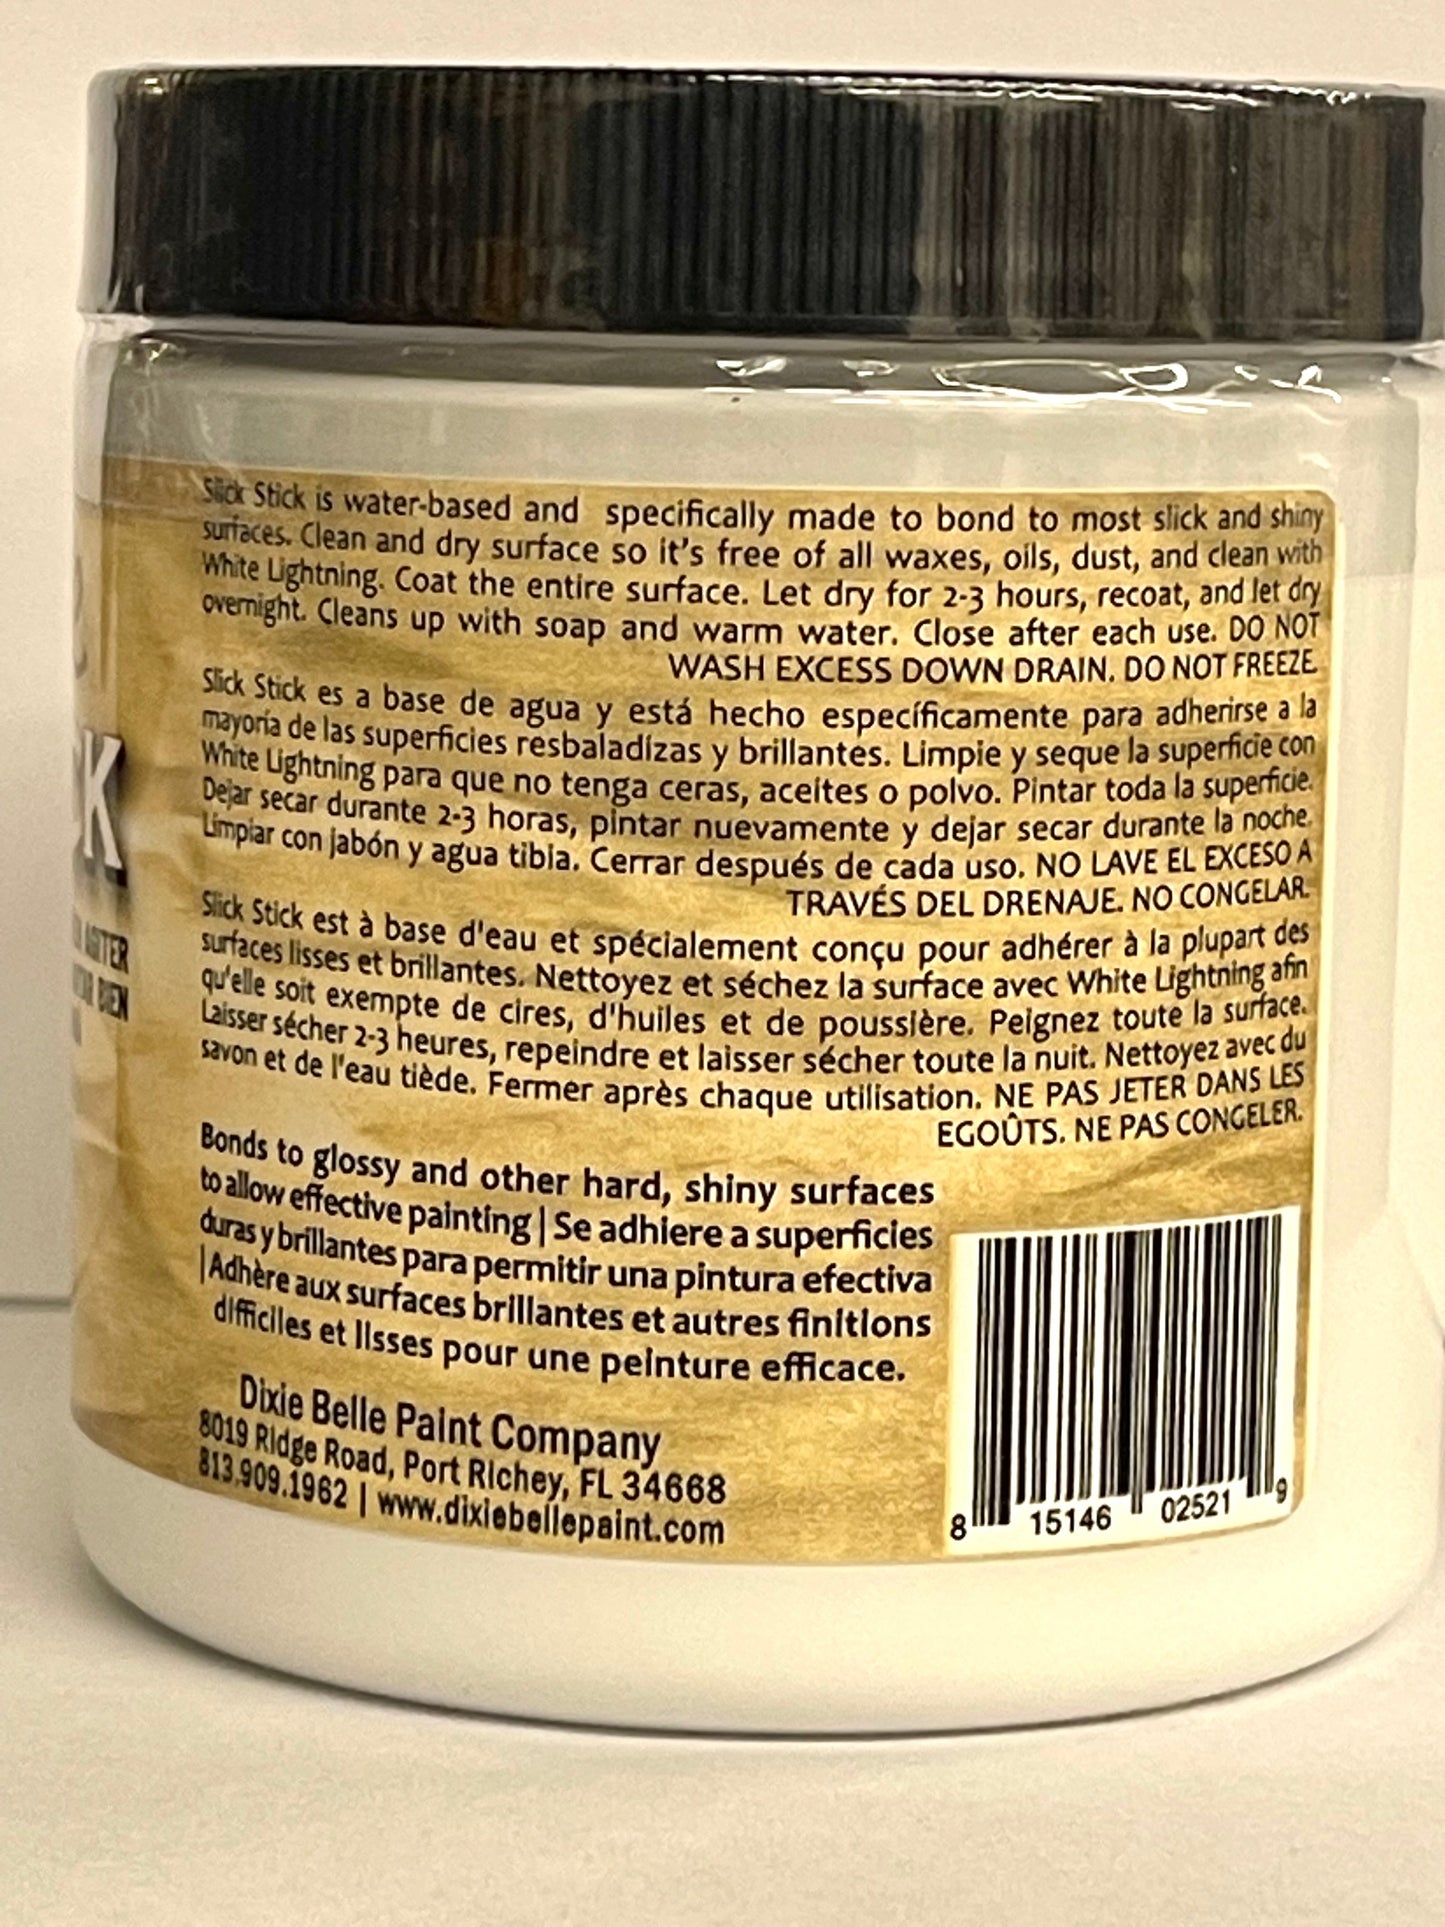 Slick Stick is water-based and specifically made to bond to most slick and shiny
surfaces. Clean and dry surface so it's free of all waxes, oils, dust, and clean with
White Lightning. Coat the entire surface. Let dry for 2-3 hours, recoat, and let dry
overnight. Cleans up with soap and warm water. Close after each use. DO NOT
WASH EXCESS DOWN DRAIN. DO NOT FREEZE.
Slick Stick es a base de agua y está hecho específicamente para adherirse a la
mayoría de las superficies resbaladizas y brillantes. Limpie y seque la superficie con
White Lightning para que no tenga ceras, aceites o polvo. Pintar toda la superficie.
Dejar secar durante 2-3 horas, pintar nuevamente y dejar secar durante la noche.
Limpiar con jabón y agua tibia. Cerrar después de cada uso. NO LAVE EL EXCESO A
TRAVÉS DEL DRENAJE. NO CONGELAR.
Slick Stick est à base d'eau et spécialement conçu pour adhérer à la plupart des
surfaces lisses et brillantes. Nettoyez et séchez la surface avec White Lightning afin
qu'elle soit exempte de cires, d'huiles et de poussière. Peignez toute la surface.
Laisser sécher 2-3 heures, repeindre et laisser sécher toute la nuit. Nettoyez avec du
savon et de l'eau tiède. Fermer après chaque utilisation. NE PAS JETER DANS LES
EGOÛTS. NE PAS CONGELER.
Bonds to glossy and other hard, shiny surfaces
to allow effective painting | Se adhiere a superficies
duras y brillantes para permitir una pintura efectiva
| Adhère aux surfaces brillantes et autres finitions
difficiles et lisses pour une peinture efficace.
Dixie Belle Paint Company
8019 Ridge Road, Port Richey, FL 34668
813.909.1962 | www.dixiebellepaint.com
8 15146 02521 9
K
BIEN